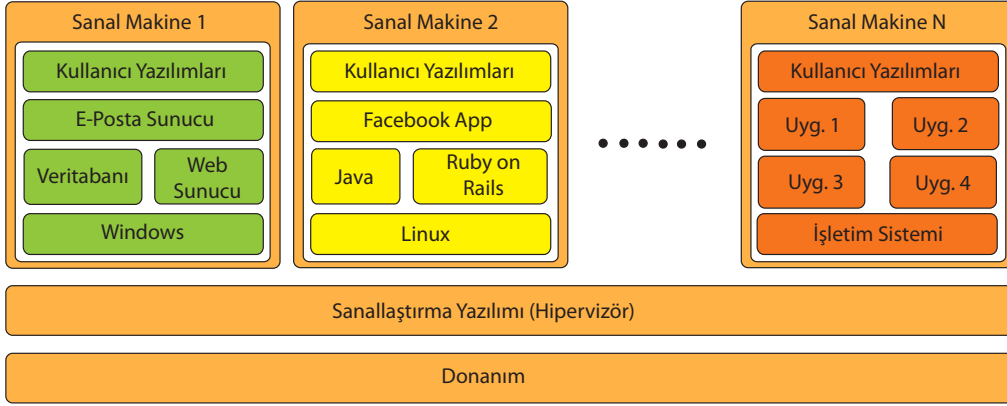 Sanal Makine 1
Kullanıcı Yazılımları
E-Posta Sunucu
Veritabanı
Web
Sunucu
Windows
Sanal Makine 2
Kullanıcı Yazılımları
Facebook App
Java
Ruby on
Rails
Linux
Sanal Makine N
Kullanıcı Yazılımları
Uyg. 1
Uyg. 2
Uyg. 3
Uyg. 4
İşletim Sistemi
Sanallaştırma Yazılımı (Hipervizör)
Donanım